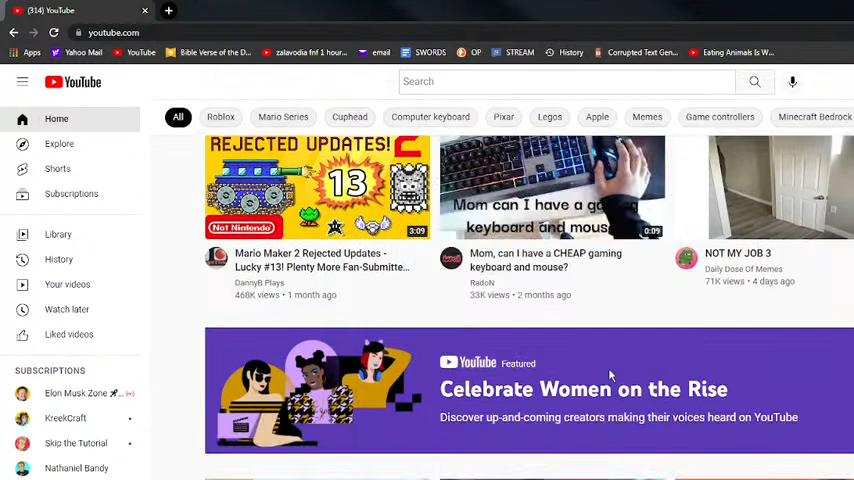 (314) YouTube
youtube.com
Apps Yahoo Mail YouTube Bible Verse of the D... zalavodia fnf 1 hour... email SWORDS OP STREAM History Corrupted Text Gen... Eating Animals Is W...
YouTube Search
All Roblox Mario Series Cuphead Computer keyboard Pixar Legos Apple Memes Game controllers Minecraft Bedrock
Home
Explore
Shorts
Subscriptions
Library
History
Your videos
Watch later
Liked videos
SUBSCRIPTIONS
Elon Musk Zone
KreekCraft
Skip the Tutorial
Nathaniel Bandy
REJECTED UPDATES! 2
13
Not Nintendo
3:09
Mario Maker 2 Rejected Updates -
Lucky #13! Plenty More Fan-Submitte...
DannyB Plays
468K views • 1 month ago
Mom can I have a gaming
keyboard and mouse
0:09
Mom, can I have a CHEAP gaming
keyboard and mouse?
RadoN
33K views • 2 months ago
NOT MY JOB 3
Daily Dose Of Memes
71K views • 4 days ago
YouTube Featured
Celebrate Women on the Rise
Discover up-and-coming creators making their voices heard on YouTube